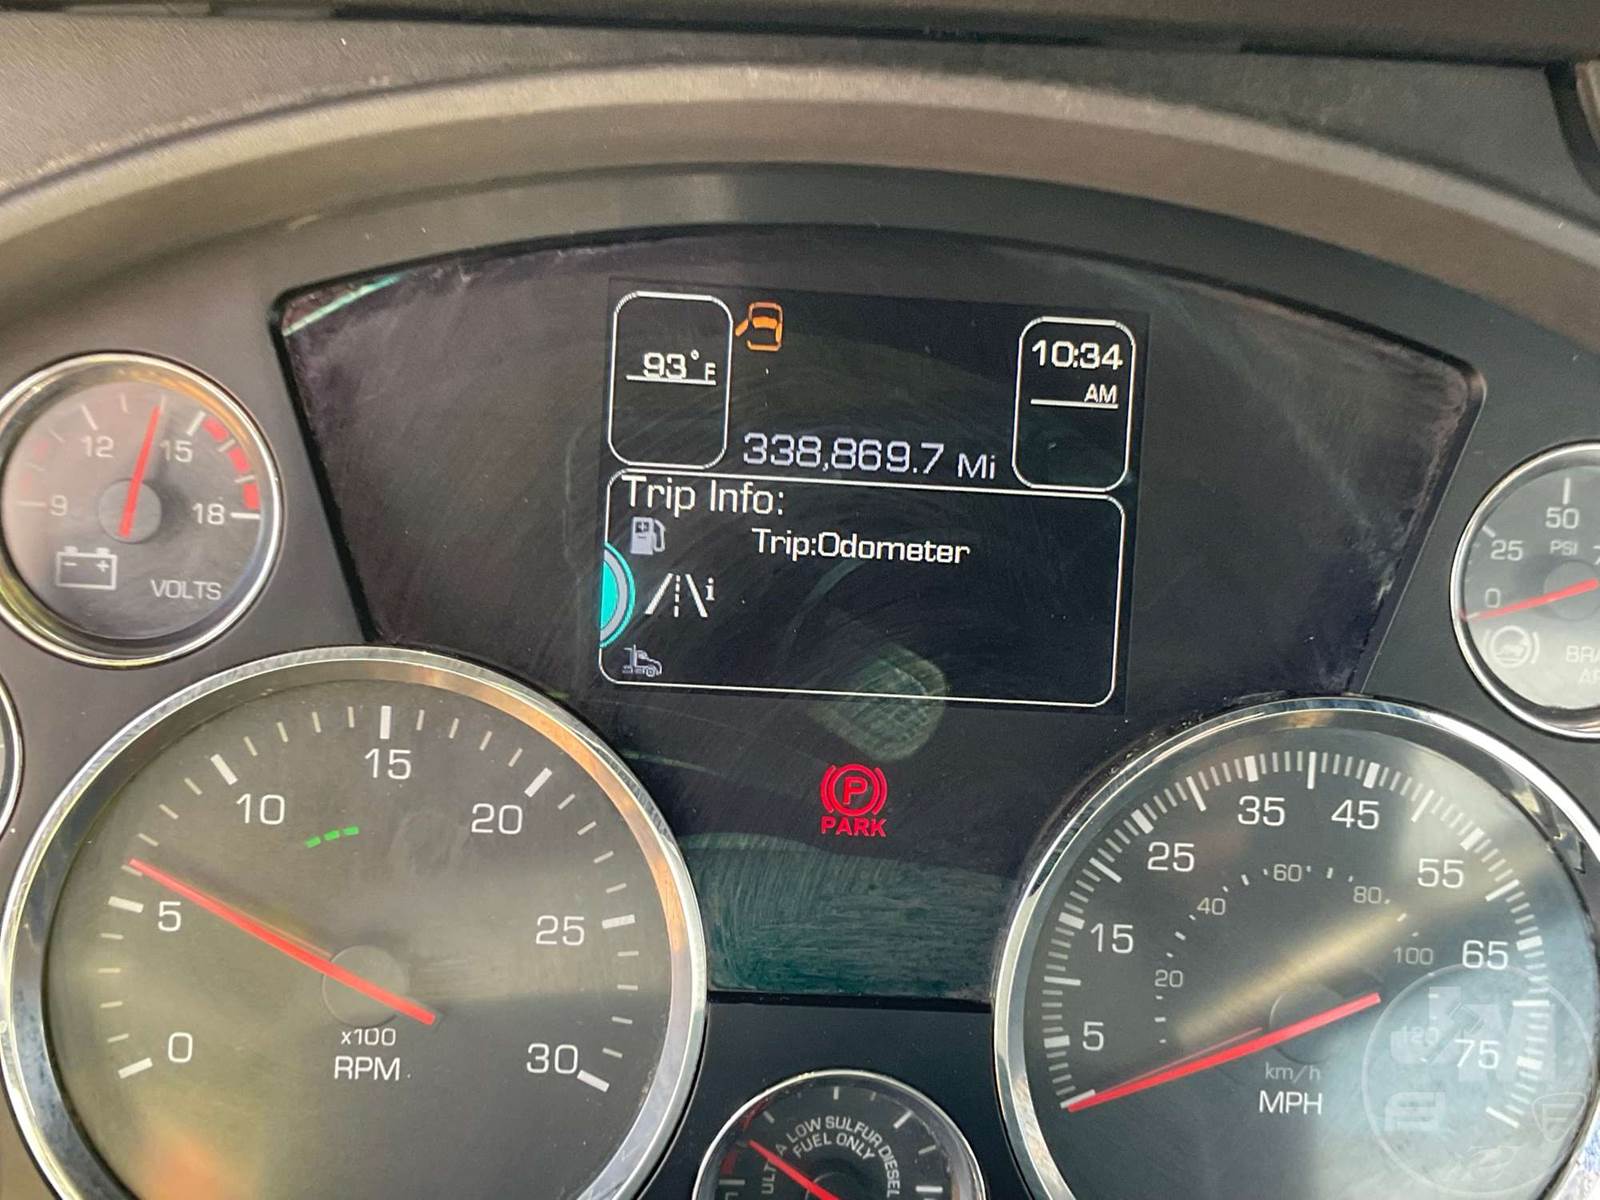 93°F
10:34
AM
338,869.7 Mi
Trip Info:
Trip:Odometer
i
9
12
15
18
VOLTS
0
25
50
PSI
P
PARK
0
5
10
15
20
25
30
x100
RPM
5
15
25
35
45
55
65
75
20
40
60
80
100
120
km/h
MPH
LOW SULFUR DIESEL
FUEL ONLY